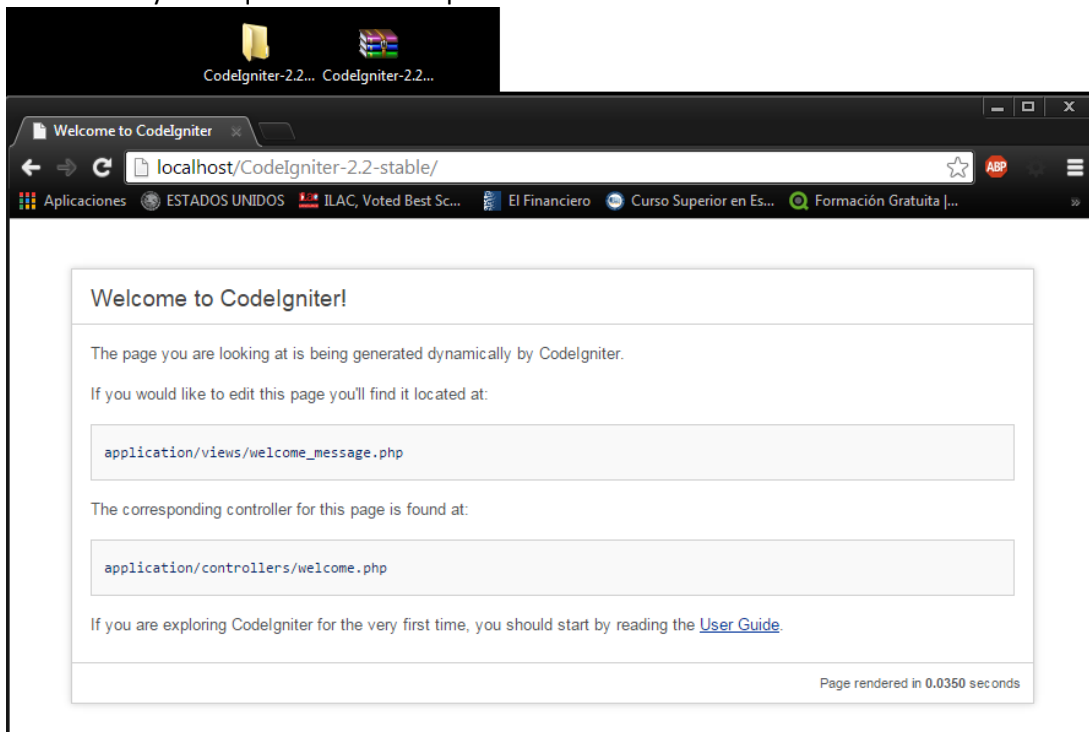 CodeIgniter-2.2... CodeIgniter-2.2...
Welcome to CodeIgniter
localhost/CodeIgniter-2.2-stable/
ABP
Aplicaciones ESTADOS UNIDOS ILAC, Voted Best Sc... El Financiero Curso Superior en Es... Formación Gratuita |...
Welcome to CodeIgniter!
The page you are looking at is being generated dynamically by CodeIgniter.
If you would like to edit this page you'll find it located at:
application/views/welcome_message.php
The corresponding controller for this page is found at:
application/controllers/welcome.php
If you are exploring CodeIgniter for the very first time, you should start by reading the User Guide.
Page rendered in 0.0350 seconds